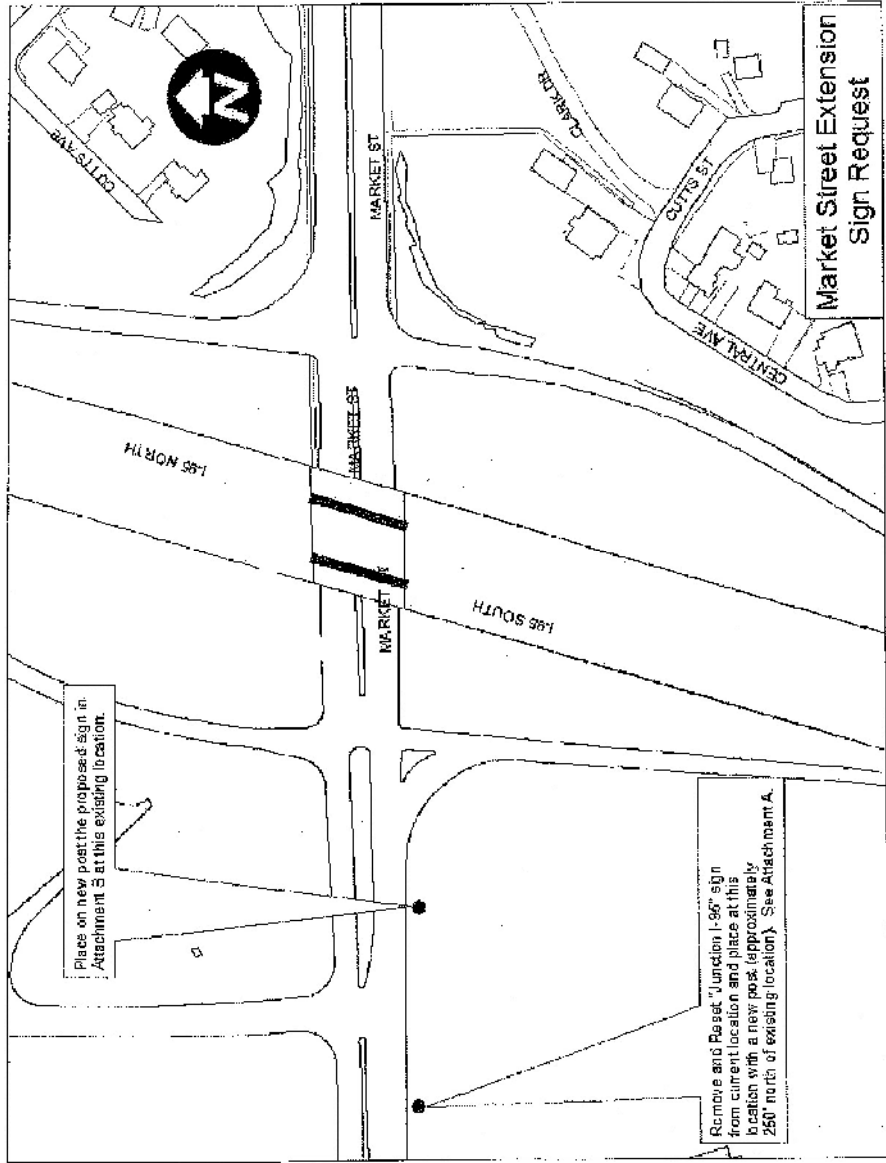 CUTTS AVE
N
MARKET ST
CLARK DR
CUTTS ST
CENTRAL AVE
I-95 NORTH
MARKET ST
MARKET
I-95 SOUTH
Place on new post the proposed sign in
Attachment B at this existing location.
Remove and Reset "Junction I-95" sign
from current location and place at this
location with a new post (approximately
250' north of existing location). See Attachment A.
Market Street Extension
Sign Request